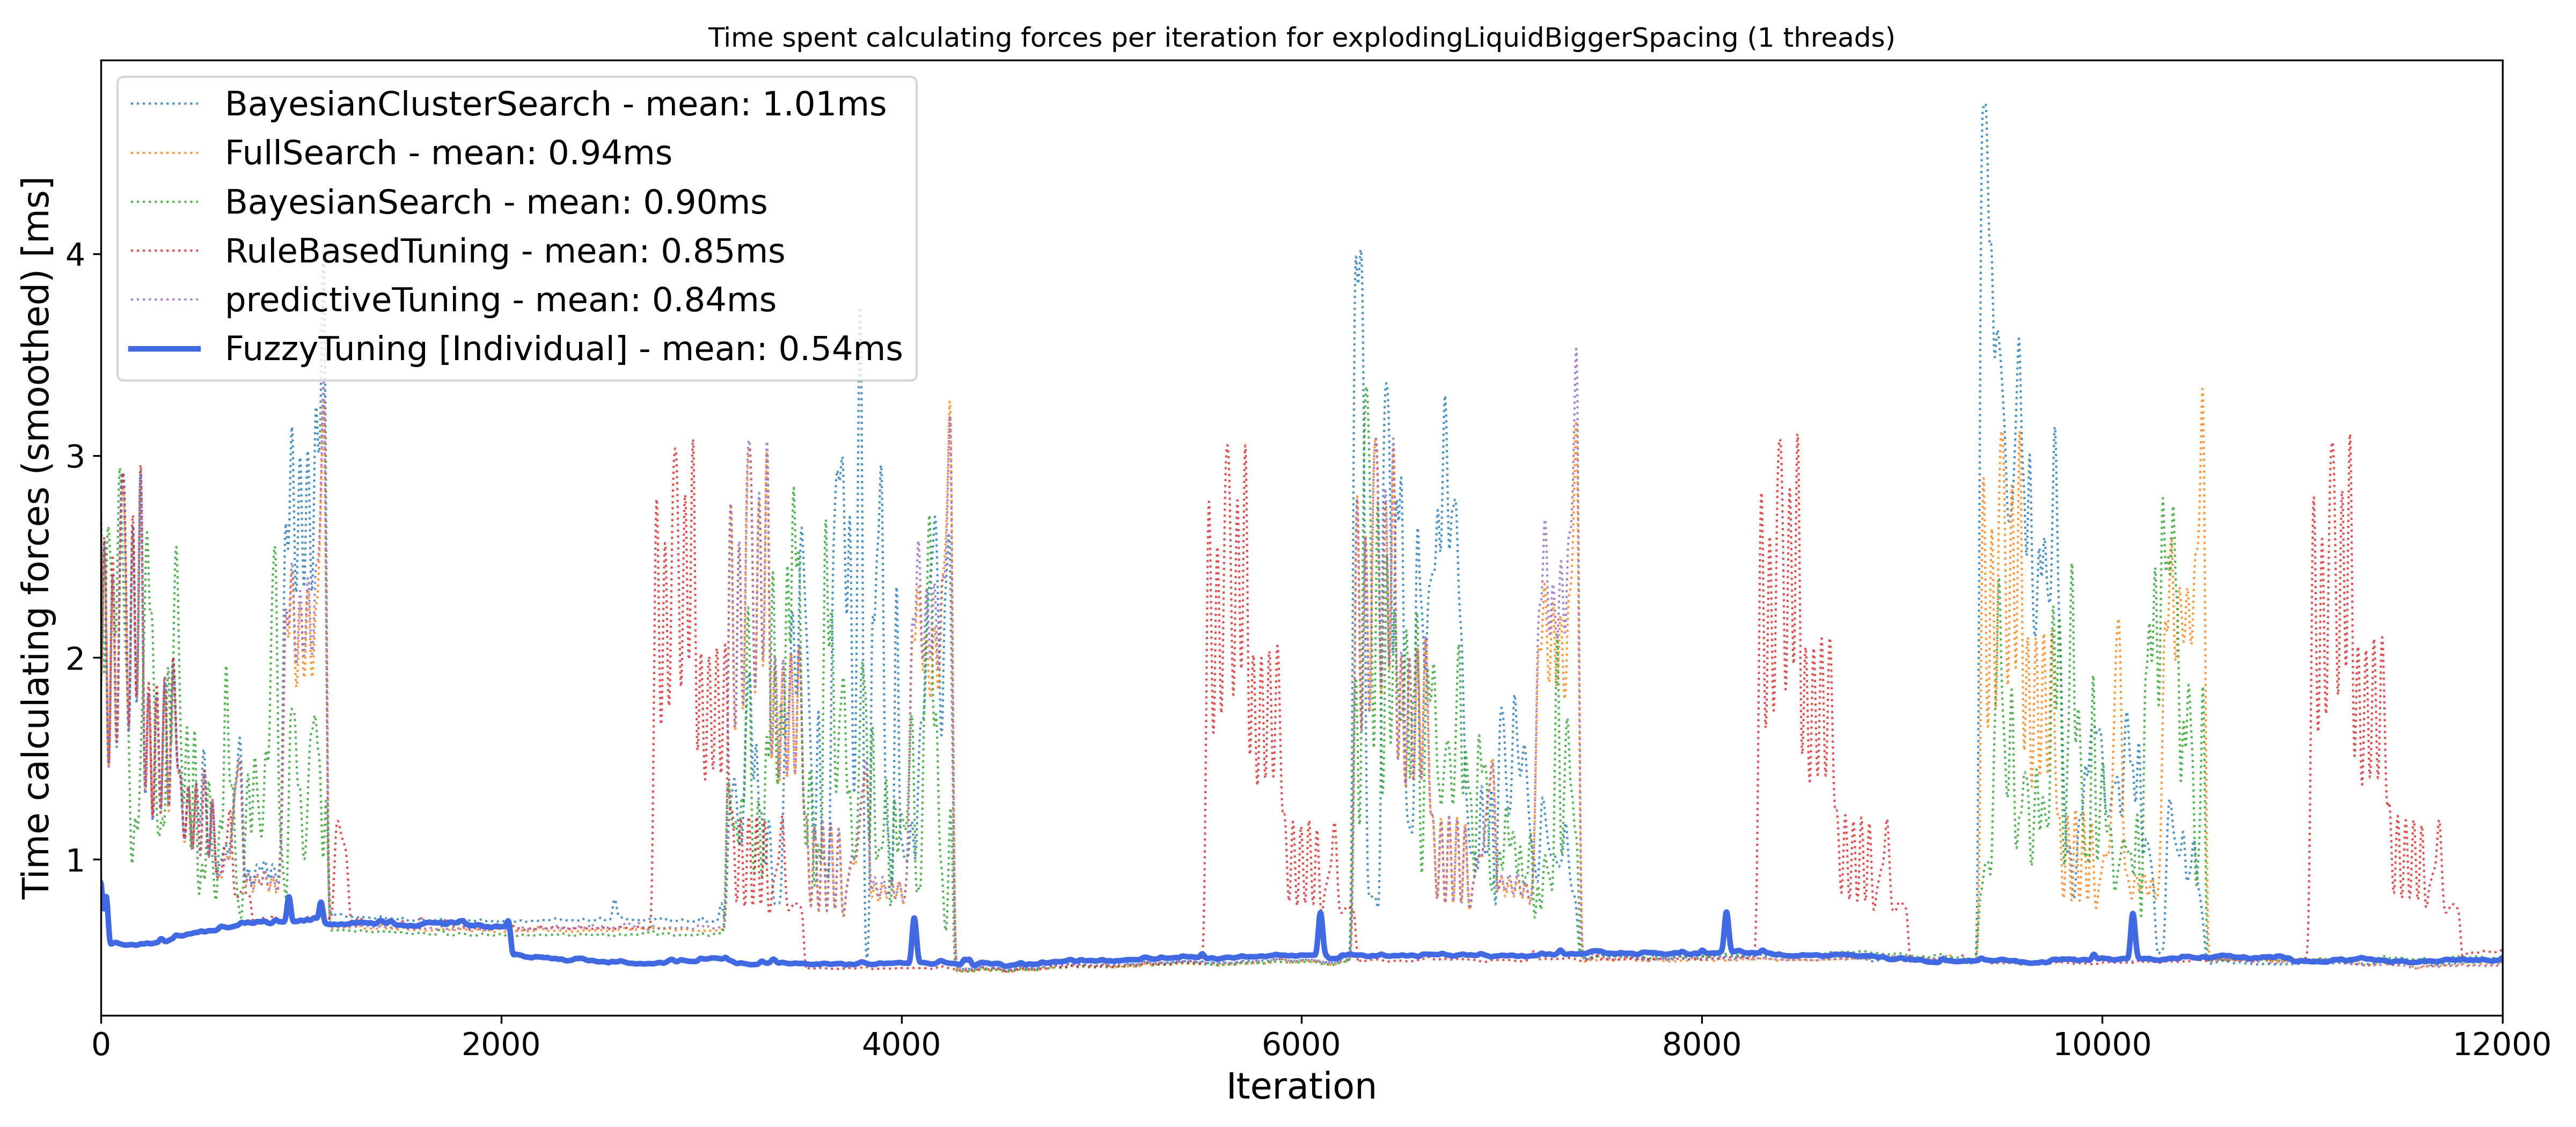 Time spent calculating forces per iteration for explodingLiquidBiggerSpacing (1 threads)
BayesianClusterSearch - mean: 1.01ms
FullSearch - mean: 0.94ms
BayesianSearch - mean: 0.90ms
RuleBasedTuning - mean: 0.85ms
predictiveTuning - mean: 0.84ms
FuzzyTuning [Individual] - mean: 0.54ms
Time calculating forces (smoothed) [ms]
4
3
2
1
0 2000 4000 6000 8000 10000 12000
Iteration